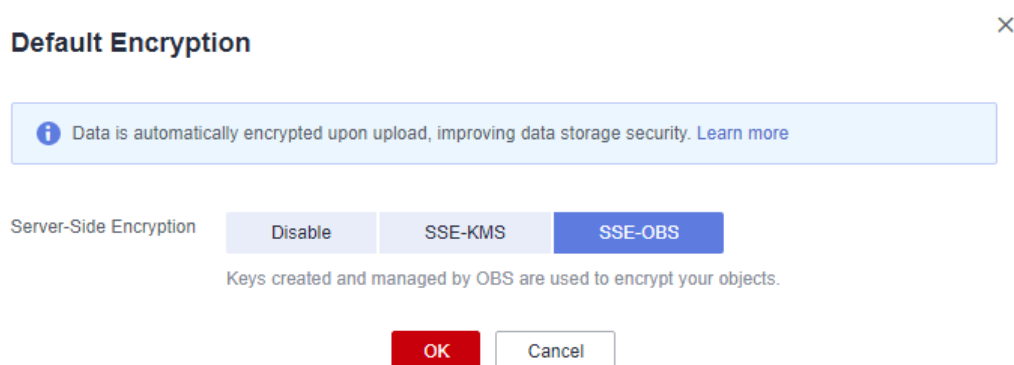 Default Encryption
Data is automatically encrypted upon upload, improving data storage security. Learn more
Server-Side Encryption Disable SSE-KMS SSE-OBS
Keys created and managed by OBS are used to encrypt your objects.
OK Cancel